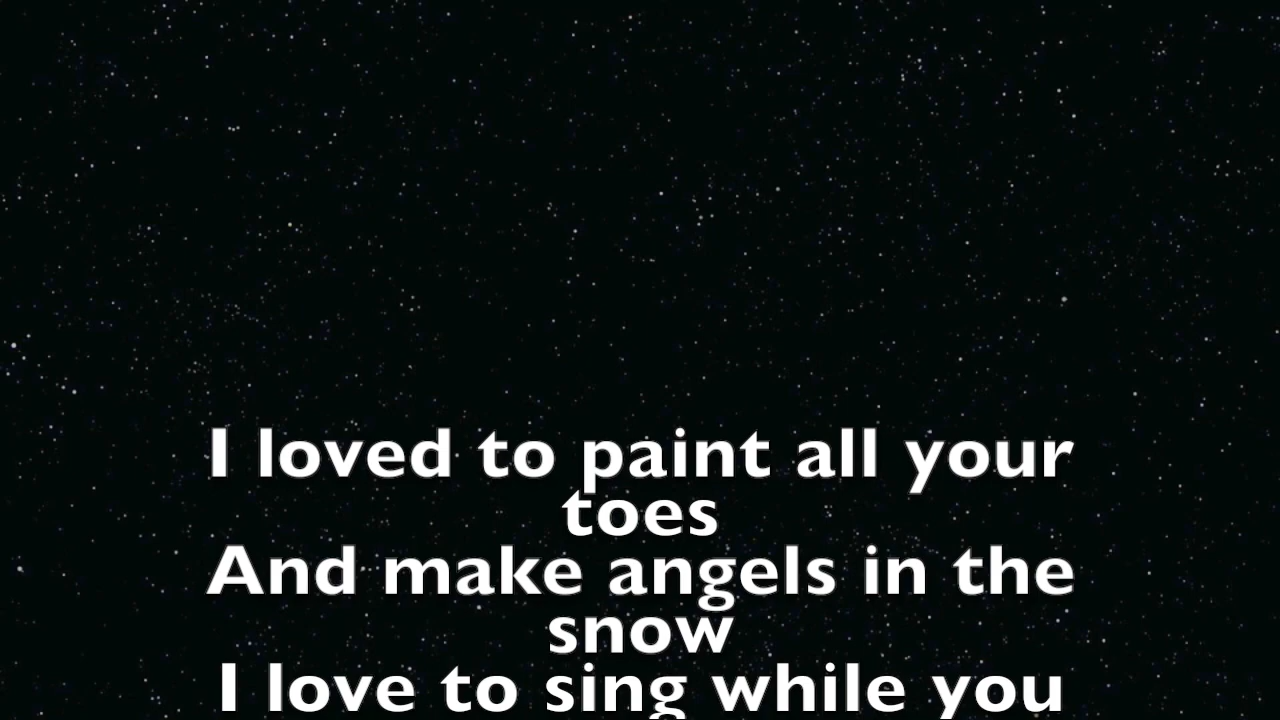 I loved to paint all your
toes
And make angels in the
snow
I love to sing while you